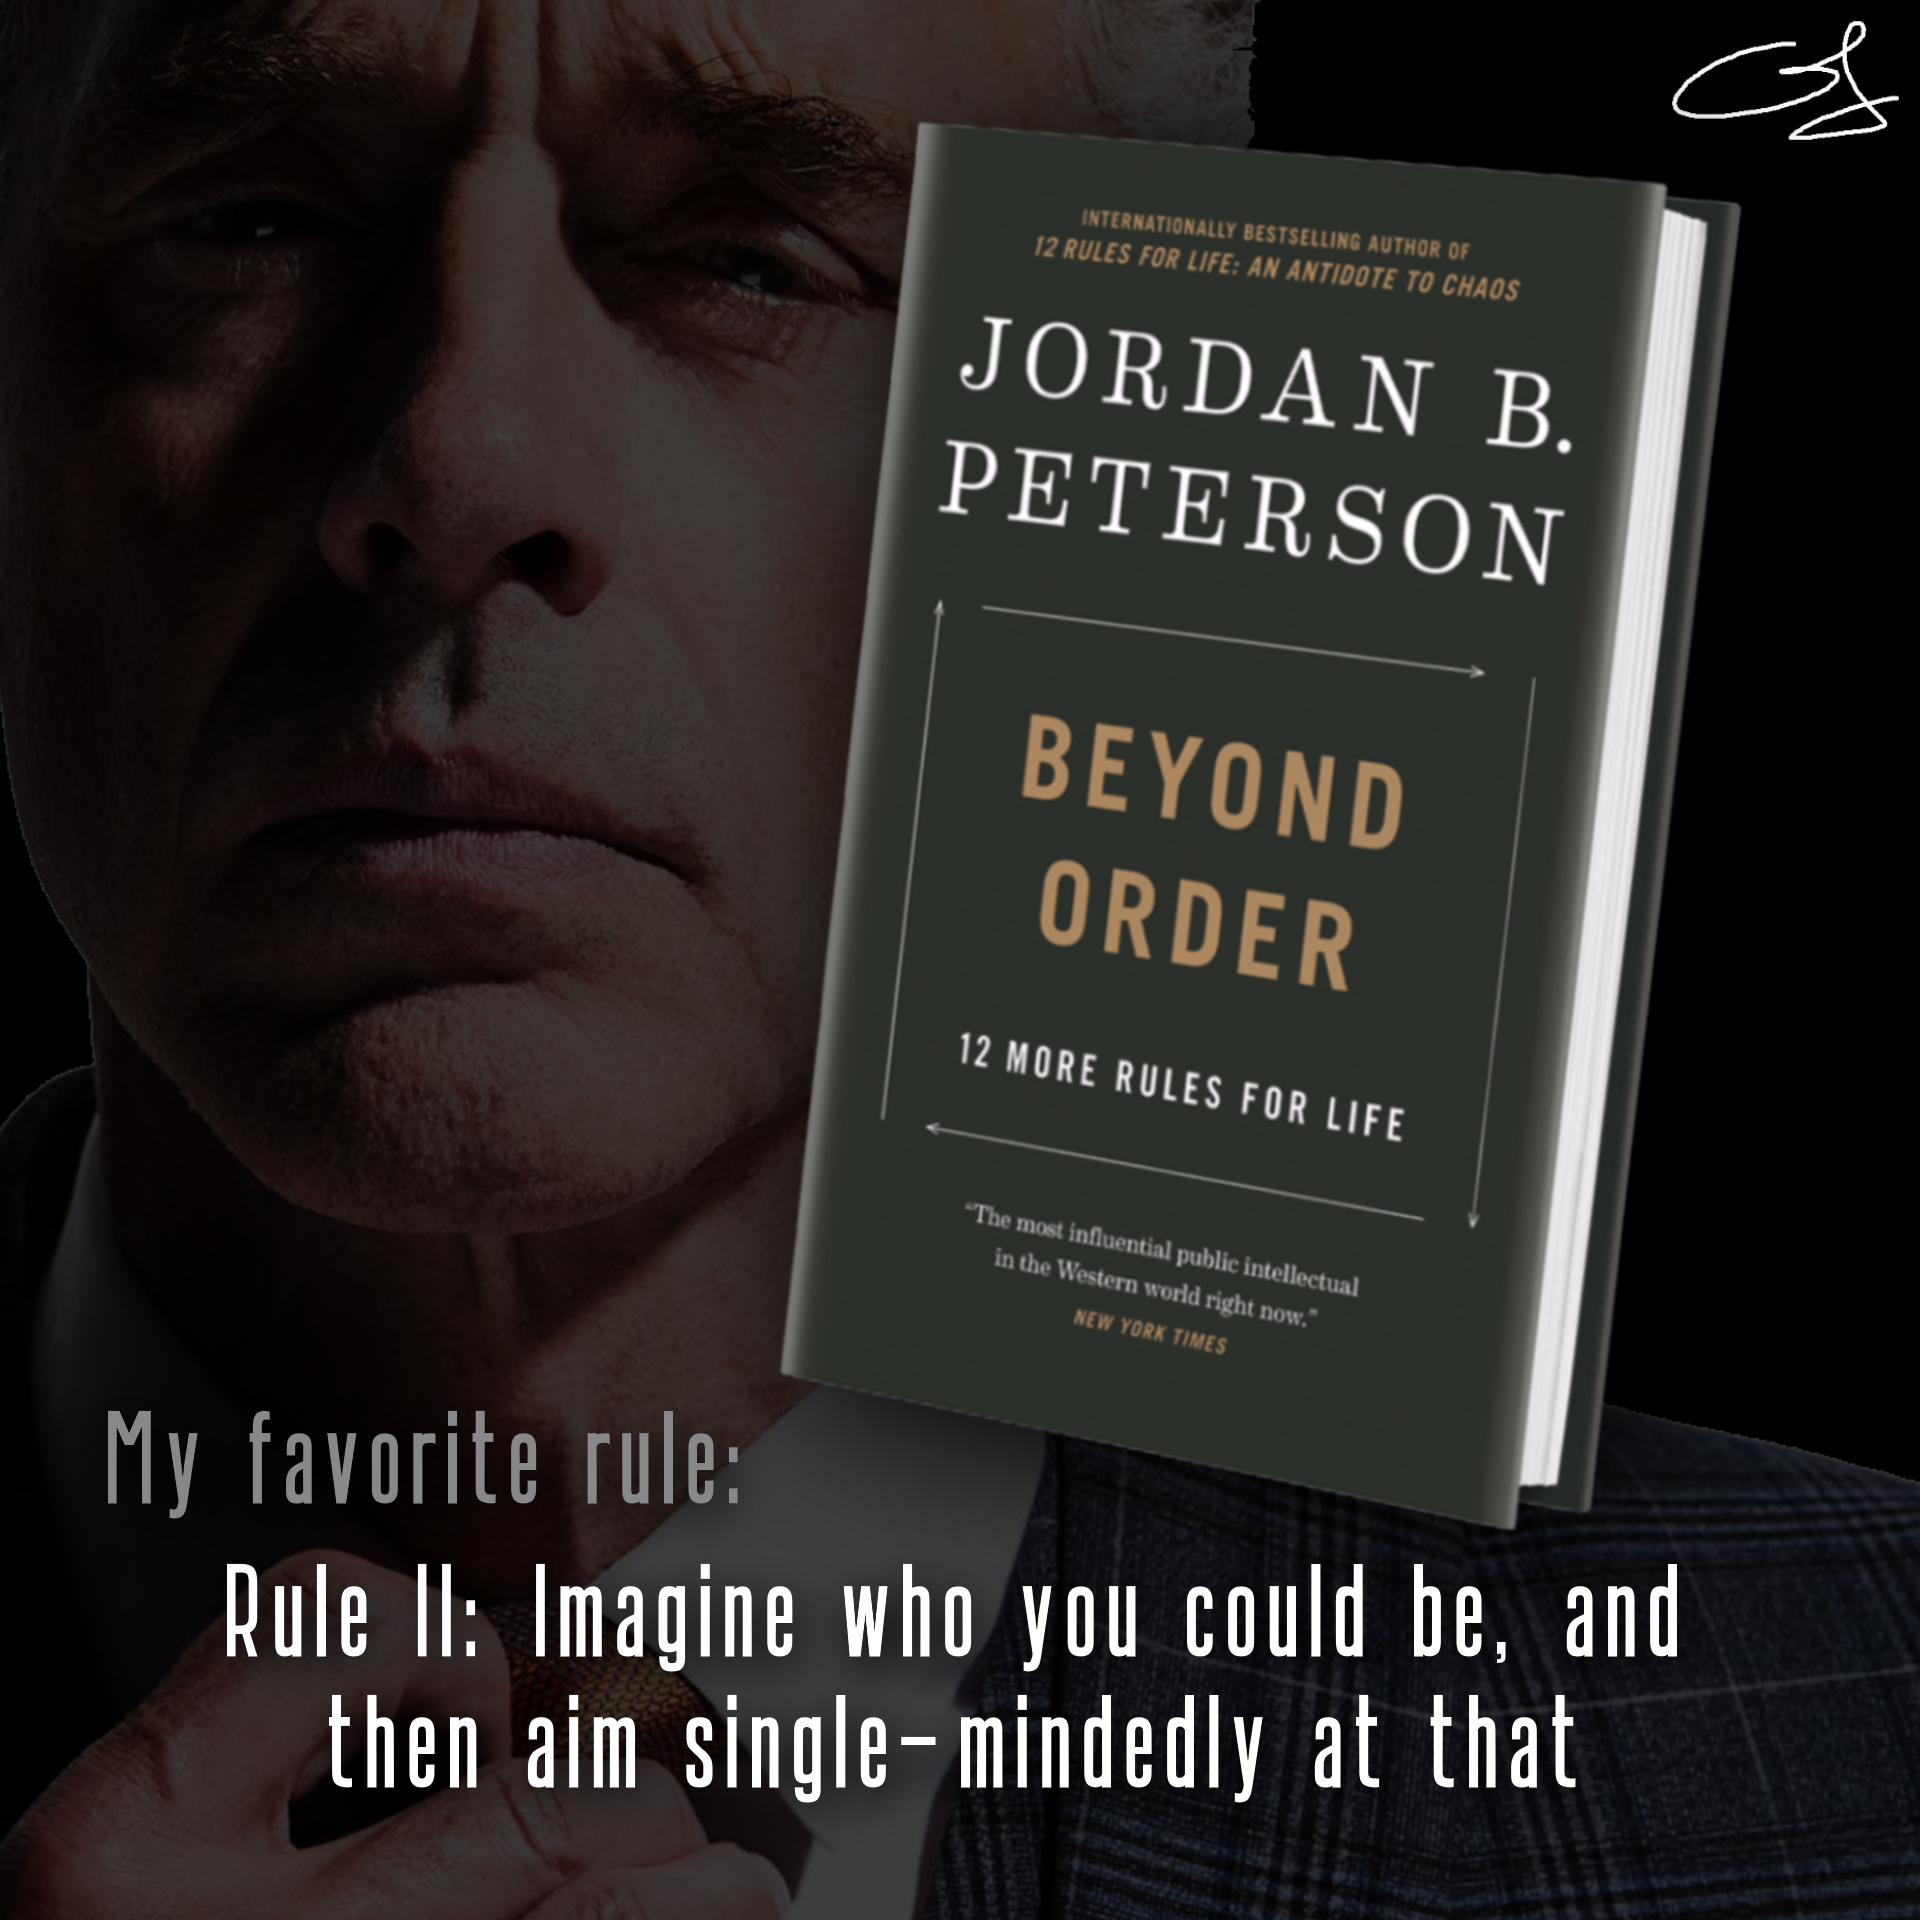 INTERNATIONALLY BESTSELLING AUTHOR OF
12 RULES FOR LIFE: AN ANTIDOTE TO CHAOS
JORDAN B.
PETERSON
BEYOND
ORDER
12 MORE RULES FOR LIFE
“The most influential public intellectual
in the Western world right now.”
NEW YORK TIMES
My favorite rule:
Rule II: Imagine who you could be, and
then aim single-mindedly at that